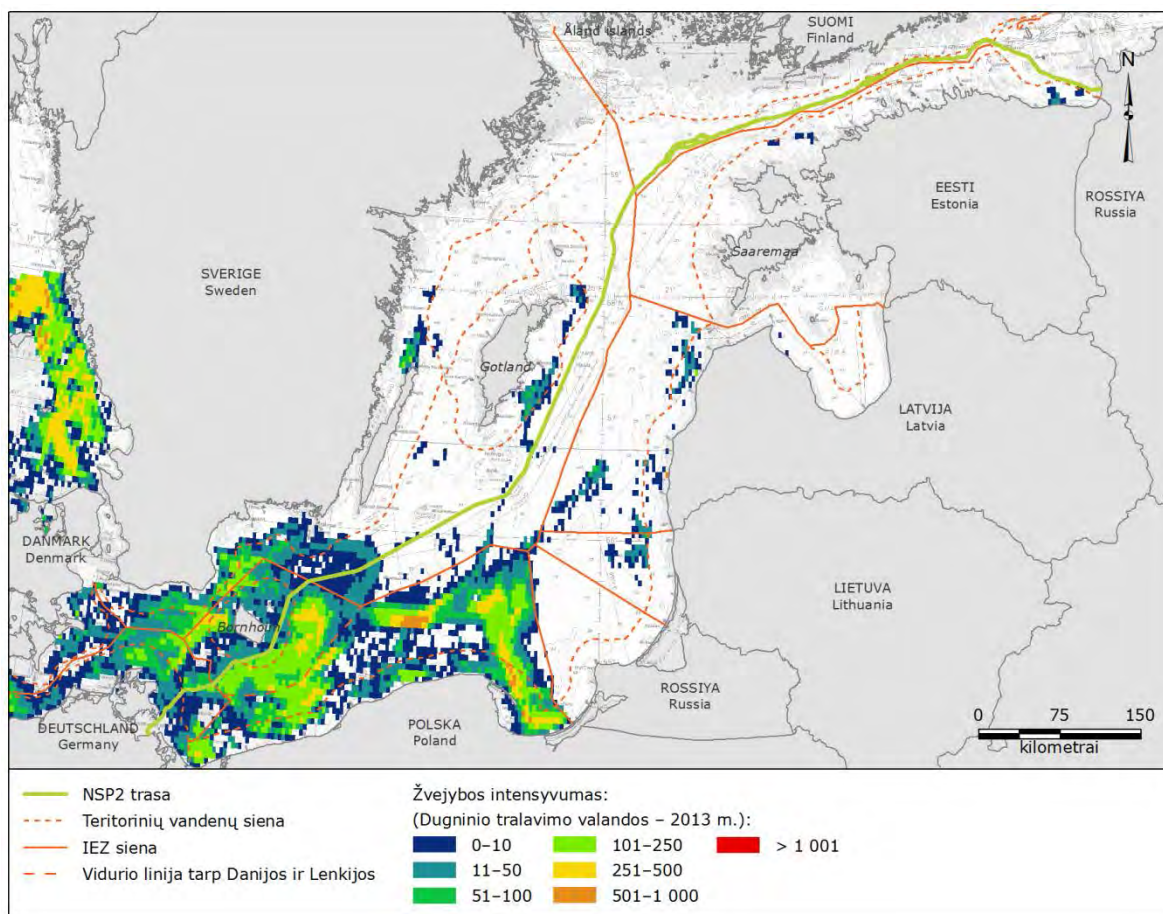 SUOMI
Finland
Åland Islands
N
EESTI
Estonia
ROSSIYA
Russia
SVERIGE
Sweden
Saaremaa
Gotland
LATVIJA
Latvia
DANMARK
Denmark
LIETUVA
Lithuania
Bornholm
ROSSIYA
Russia
DEUTSCHLAND
Germany
POLSKA
Poland
0 75 150
kilometrai
NSP2 trasa
Teritorinių vandenų siena
IEZ siena
Vidurio linija tarp Danijos ir Lenkijos
Žvejybos intensyvumas:
(Dugninio tralavimo valandos – 2013 m.):
0–10
11–50
51–100
101–250
251–500
501–1 000
> 1 001